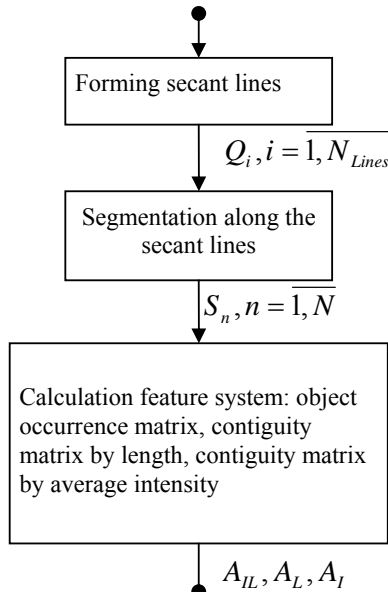 Forming secant lines
Q_i, i = \overline{1, N_{Lines}}
Segmentation along the
secant lines
S_n, n = \overline{1, N}
Calculation feature system: object
occurrence matrix, contiguity
matrix by length, contiguity matrix
by average intensity
A_{IL}, A_L, A_I